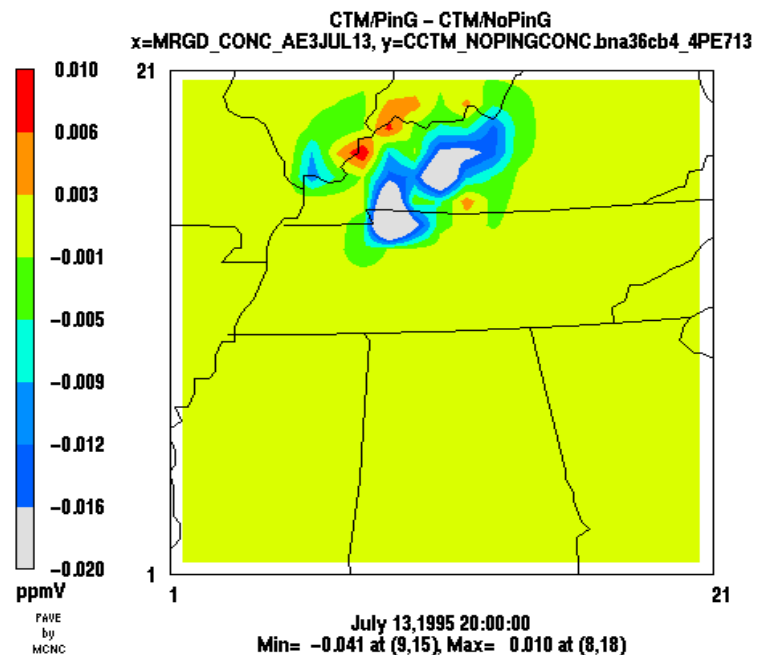 CTM/PinG – CTM/NoPinG
x=MRGD_CONC_AE3JUL13, y=CCTM_NOPINGCONC.bna36cb4_4PE713
0.010
0.006
0.003
−0.001
−0.005
−0.009
−0.012
−0.016
−0.020
ppmV
PAVE
by
MCNC
21
1
1
21
July 13,1995 20:00:00
Min= −0.041 at (9,15), Max= 0.010 at (8,18)